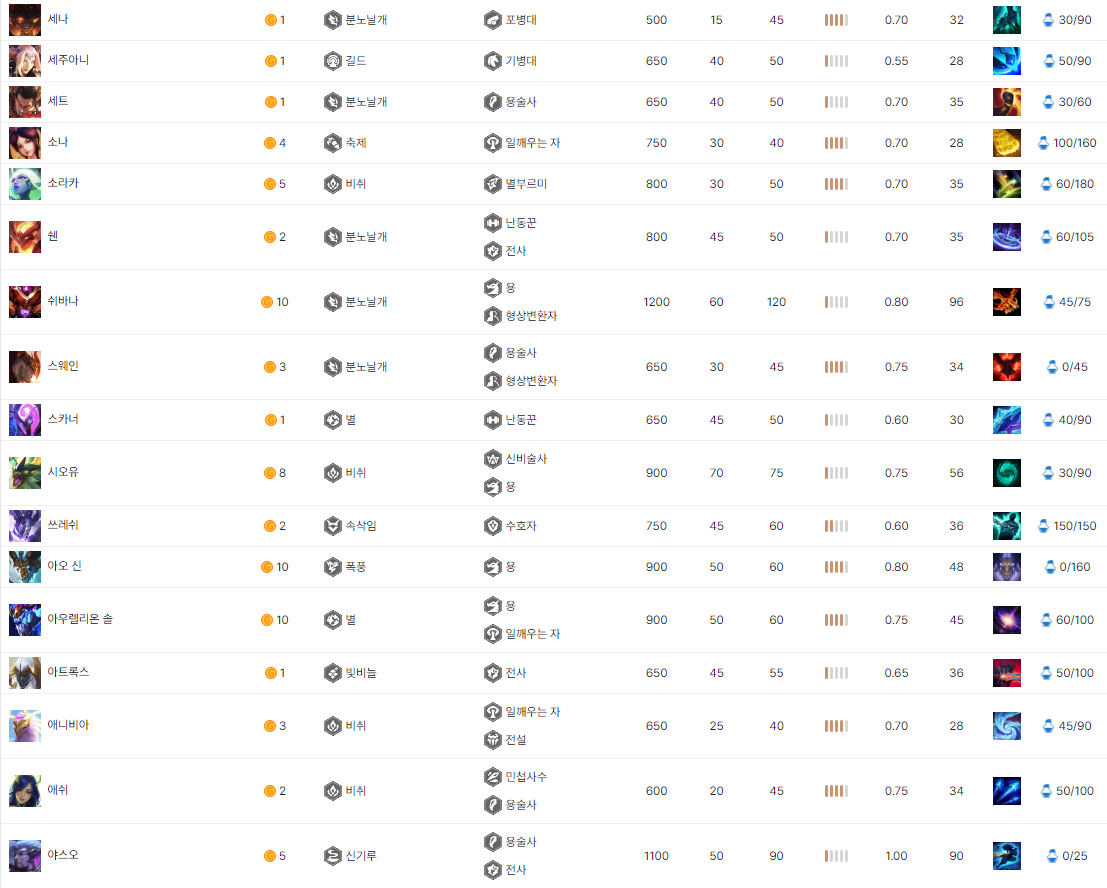 세나 1 분노날개 포병대 500 15 45 0.70 32 30/90
세주아니 1 길드 기병대 650 40 50 0.55 28 50/90
세트 1 분노날개 용술사 650 40 50 0.70 35 30/60
소나 4 축제 일깨우는 자 750 30 40 0.70 28 100/160
소라카 5 비취 별부르미 800 30 50 0.70 35 60/180
쉔 2 분노날개 난동꾼 전사 800 45 50 0.70 35 60/105
쉬바나 10 분노날개 용 형상변환자 1200 60 120 0.80 96 45/75
스웨인 3 분노날개 용술사 형상변환자 650 30 45 0.75 34 0/45
스카너 1 별 난동꾼 650 45 50 0.60 30 40/90
시오유 8 비취 신비술사 용 900 70 75 0.75 56 30/90
쓰레쉬 2 속삭임 수호자 750 45 60 0.60 36 150/150
아오 신 10 폭풍 용 900 50 60 0.80 48 0/160
아우렐리온 솔 10 별 용 일깨우는 자 900 50 60 0.75 45 60/100
아트록스 1 빛비늘 전사 650 45 55 0.65 36 50/100
애니비아 3 비취 일깨우는 자 전설 650 25 40 0.70 28 45/90
애쉬 2 비취 민첩사수 용술사 600 20 45 0.75 34 50/100
야스오 5 신기루 용술사 전사 1100 50 90 1.00 90 0/25